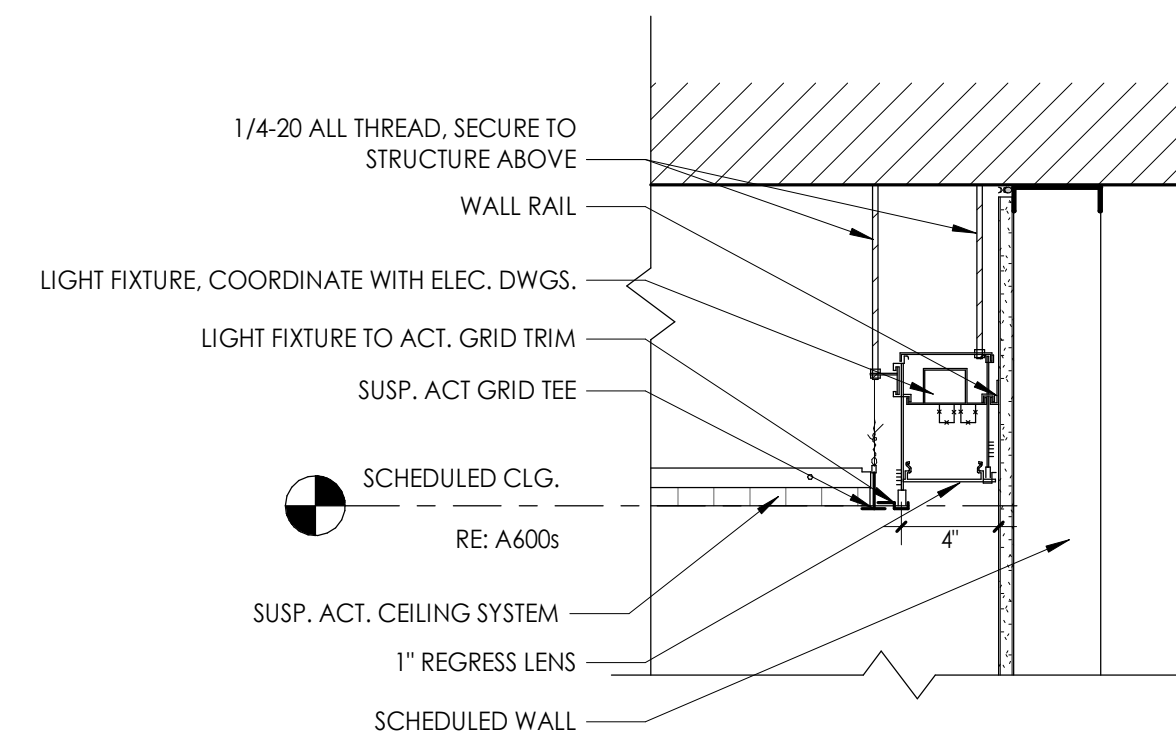 1/4-20 ALL THREAD, SECURE TO
STRUCTURE ABOVE
WALL RAIL
LIGHT FIXTURE, COORDINATE WITH ELEC. DWGS.
LIGHT FIXTURE TO ACT. GRID TRIM
SUSP. ACT GRID TEE
SCHEDULED CLG.
RE: A600s
4"
SUSP. ACT. CEILING SYSTEM
1" REGRESS LENS
SCHEDULED WALL